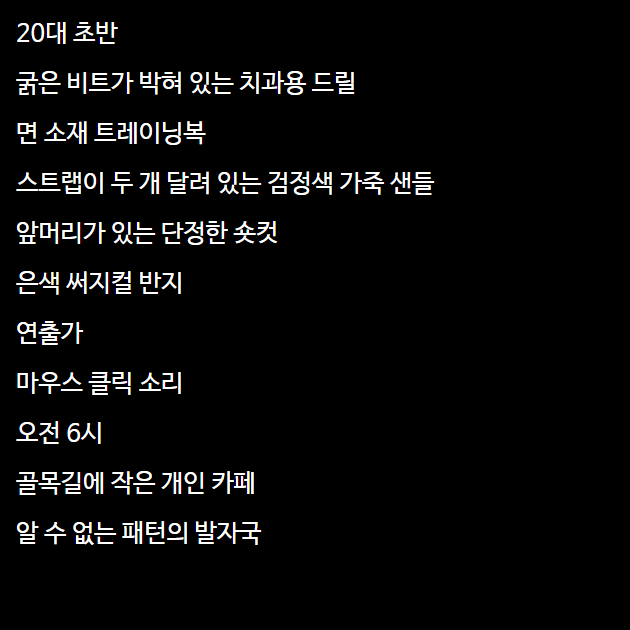 20대 초반
굵은 비트가 박혀 있는 치과용 드릴
면 소재 트레이닝복
스트랩이 두 개 달려 있는 검정색 가죽 샌들
앞머리가 있는 단정한 숏컷
은색 써지컬 반지
연출가
마우스 클릭 소리
오전 6시
골목길에 작은 개인 카페
알 수 없는 패턴의 발자국